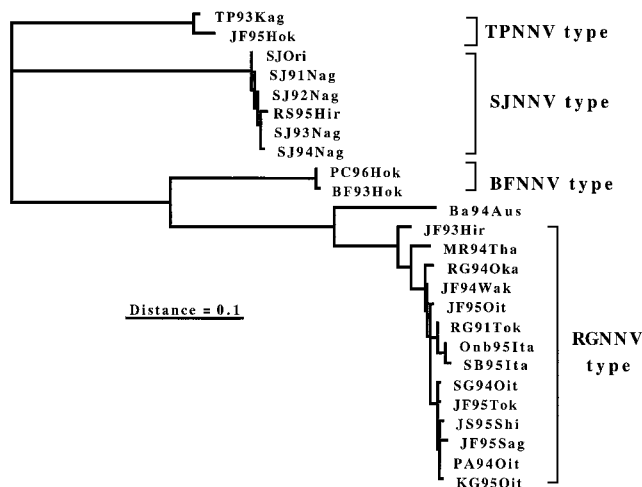 TP93Kag
JF95Hok
TPNNV type
SJOri
SJ91Nag
SJ92Nag
RS95Hir
SJ93Nag
SJ94Nag
SJNNV type
PC96Hok
BF93Hok
BFNNV type
Ba94Aus
JF93Hir
MR94Tha
RG94Oka
JF94Wak
JF95Oit
RG91Tok
Onb95Ita
SB95Ita
SG94Oit
JF95Tok
JS95Shi
JF95Sag
PA94Oit
KG95Oit
RGNNV
type
Distance = 0.1